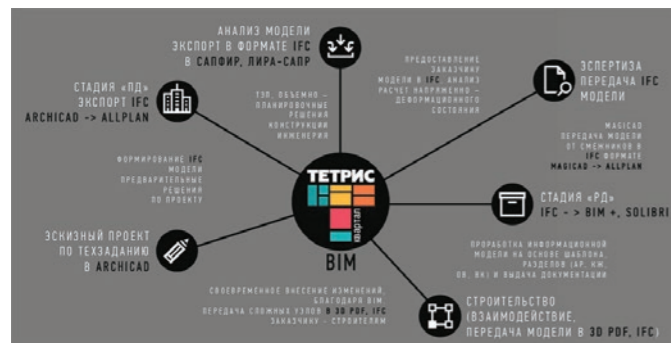 АНАЛИЗ МОДЕЛИ
ЭКСПОРТ В ФОРМАТЕ IFC
В САПФИР, ЛИРА-САПР
ПРЕДОСТАВЛЕНИЕ
ЗАКАЗЧИКУ
МОДЕЛИ В IFC АНАЛИЗ
РАСЧЕТ НАПРЯЖЕННО –
ДЕФОРМАЦИОННОГО
СОСТОЯНИЯ
ЭСПЕРТИЗА
ПЕРЕДАЧА IFC
МОДЕЛИ
СТАДИЯ «ПД»
ЭКСПОРТ IFC
ARCHICAD -> ALLPLAN
ТЭП, ОБЪЕМНО –
ПЛАНИРОВОЧНЫЕ
РЕШЕНИЯ
КОНСТРУКЦИИ
ИНЖЕНЕРИЯ
MAGICAD
ПЕРЕДАЧА МОДЕЛИ
ОТ СМЕЖНИКОВ В
IFC ФОРМАТЕ
MAGICAD -> ALLPLAN
ФОРМИРОВАНИЕ IFC
МОДЕЛИ
ПРЕДВАРИТЕЛЬНЫЕ
РЕШЕНИЯ
ПО ПРОЕКТУ
ТЕТРИС
КВАРТАЛ
BIM
СТАДИЯ «РД»
IFC - > BIM +, SOLIBRI
ЭСКИЗНЫЙ ПРОЕКТ
ПО ТЕХЗАДАНИЮ
В ARCHICAD
ПРОРАБОТКА ИНФОРМАЦИОННОЙ
МОДЕЛИ НА ОСНОВЕ ШАБЛОНА,
РАЗДЕЛОВ (АР, КЖ,
ОВ, ВК) И ВЫДАЧА ДОКУМЕНТАЦИИ
СВОЕВРЕМЕННОЕ ВНЕСЕНИЕ ИЗМЕНЕНИЙ,
БЛАГОДАРЯ BIM
ПЕРЕДАЧА СЛОЖНЫХ УЗЛОВ В 3D PDF, IFC
ЗАКАЗЧИКУ - СТРОИТЕЛЯМ
СТРОИТЕЛЬСТВО
(ВЗАИМОДЕЙСТВИЕ,
ПЕРЕДАЧА МОДЕЛИ В 3D PDF, IFC)